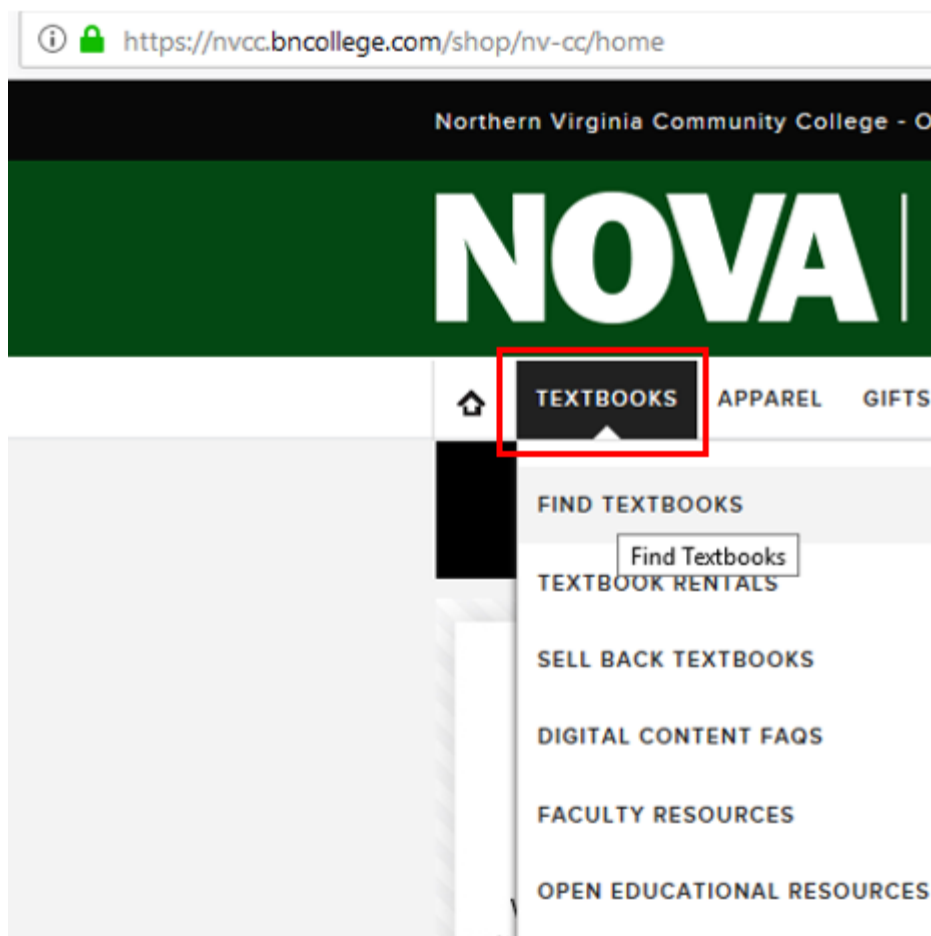 https://nvcc.bncollege.com/shop/nv-cc/home
Northern Virginia Community College - O
NOVA
TEXTBOOKS APPAREL GIFTS
FIND TEXTBOOKS
Find Textbooks
TEXTBOOK RENTALS
SELL BACK TEXTBOOKS
DIGITAL CONTENT FAQS
FACULTY RESOURCES
OPEN EDUCATIONAL RESOURCES